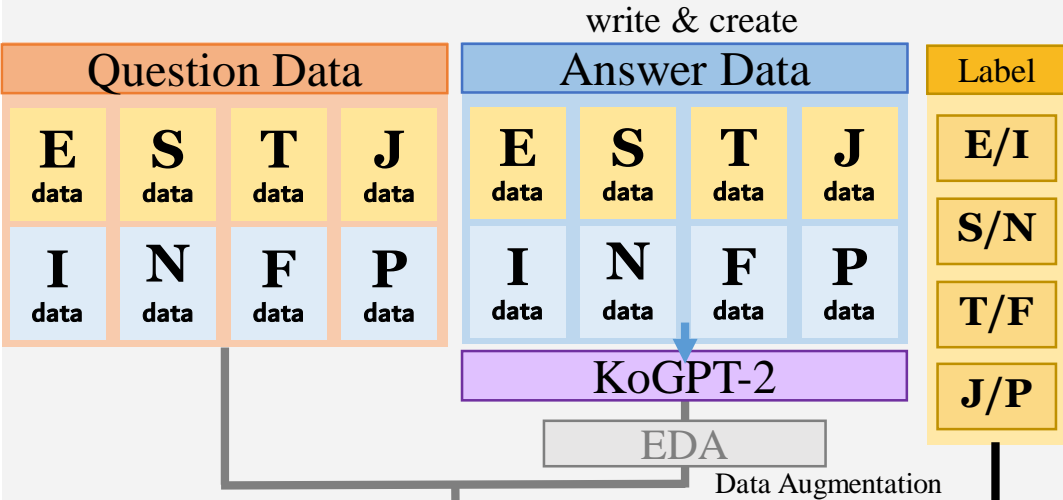 write & create
Question Data
Answer Data
Label
E S T J
data data data data
I N F P
data data data data
E S T J
data data data data
I N F P
data data data data
E/I
S/N
T/F
J/P
KoGPT-2
EDA
Data Augmentation